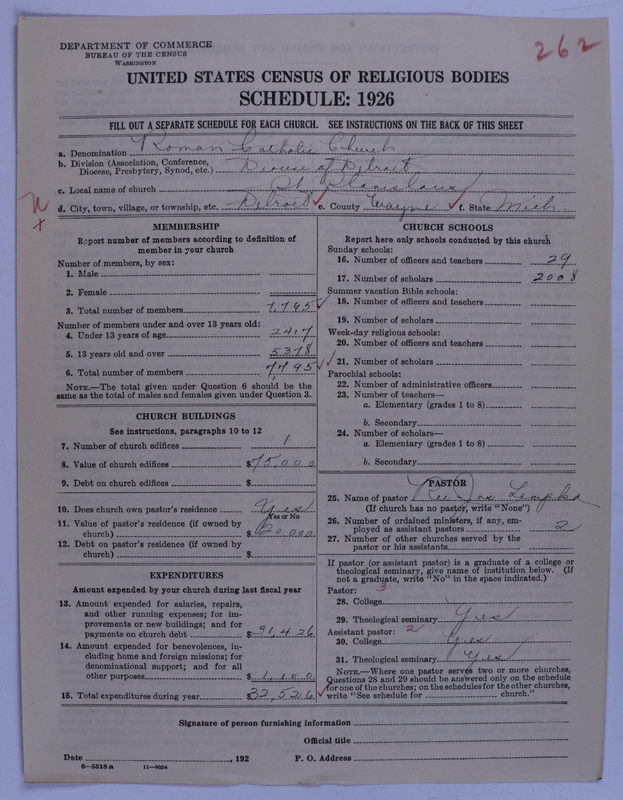 262
DEPARTMENT OF COMMERCE
BUREAU OF THE CENSUS
WASHINGTON
UNITED STATES CENSUS OF RELIGIOUS BODIES
SCHEDULE: 1926
FILL OUT A SEPARATE SCHEDULE FOR EACH CHURCH. SEE INSTRUCTIONS ON THE BACK OF THIS SHEET
a. Denomination Roman Catholic Church
b. Division (Association, Conference, Diocese, Presbytery, Synod, etc.) Diocese of Detroit
c. Local name of church St. Stanislaus
d. City, town, village, or township, etc. Detroit e. County Wayne f. State Mich.
MEMBERSHIP
Report number of members according to definition of
member in your church
Number of members, by sex:
1. Male
2. Female
3. Total number of members 7,795
Number of members under and over 13 years old:
4. Under 13 years of age 2417
5. 13 years old and over 5378
6. Total number of members 7795
NOTE.—The total given under Question 6 should be the
same as the total of males and females given under Question 3.
CHURCH BUILDINGS
See instructions, paragraphs 10 to 12
7. Number of church edifices 1
8. Value of church edifices $75,000
9. Debt on church edifices $
10. Does church own pastor's residence Yes
Yes or No
11. Value of pastor's residence (if owned by
church) $20,000
12. Debt on pastor's residence (if owned by
church) $
EXPENDITURES
Amount expended by your church during last fiscal year
13. Amount expended for salaries, repairs,
and other running expenses; for im-
provements or new buildings; and for
payments on church debt $31,426
14. Amount expended for benevolences, in-
cluding home and foreign missions; for
denominational support; and for all
other purposes $1,100
15. Total expenditures during year $32,526
CHURCH SCHOOLS
Report here only schools conducted by this church
Sunday schools:
16. Number of officers and teachers 29
17. Number of scholars 2008
Summer vacation Bible schools:
18. Number of officers and teachers
19. Number of scholars
Week-day religious schools:
20. Number of officers and teachers
21. Number of scholars
Parochial schools:
22. Number of administrative officers
23. Number of teachers—
a. Elementary (grades 1 to 8)
b. Secondary
24. Number of scholars—
a. Elementary (grades 1 to 8)
b. Secondary
PASTOR
25. Name of pastor Rev Jos Lempka
(If church has no pastor, write "None")
26. Number of ordained ministers, if any, em-
ployed as assistant pastors 2
27. Number of other churches served by the
pastor or his assistants
If pastor (or assistant pastor) is a graduate of a college or
theological seminary, give name of institution below. (If
not a graduate, write "No" in the space indicated.)
Pastor: 3
28. College
29. Theological seminary Yes
Assistant pastor: 2
30. College Yes
31. Theological seminary Yes
NOTE.—Where one pastor serves two or more churches,
Questions 28 and 29 should be answered only on the schedule
for one of the churches; on the schedules for the other churches,
write "See schedule for church."
Signature of person furnishing information
Official title
Date , 192 P. O. Address
8—5518 a 11—8024